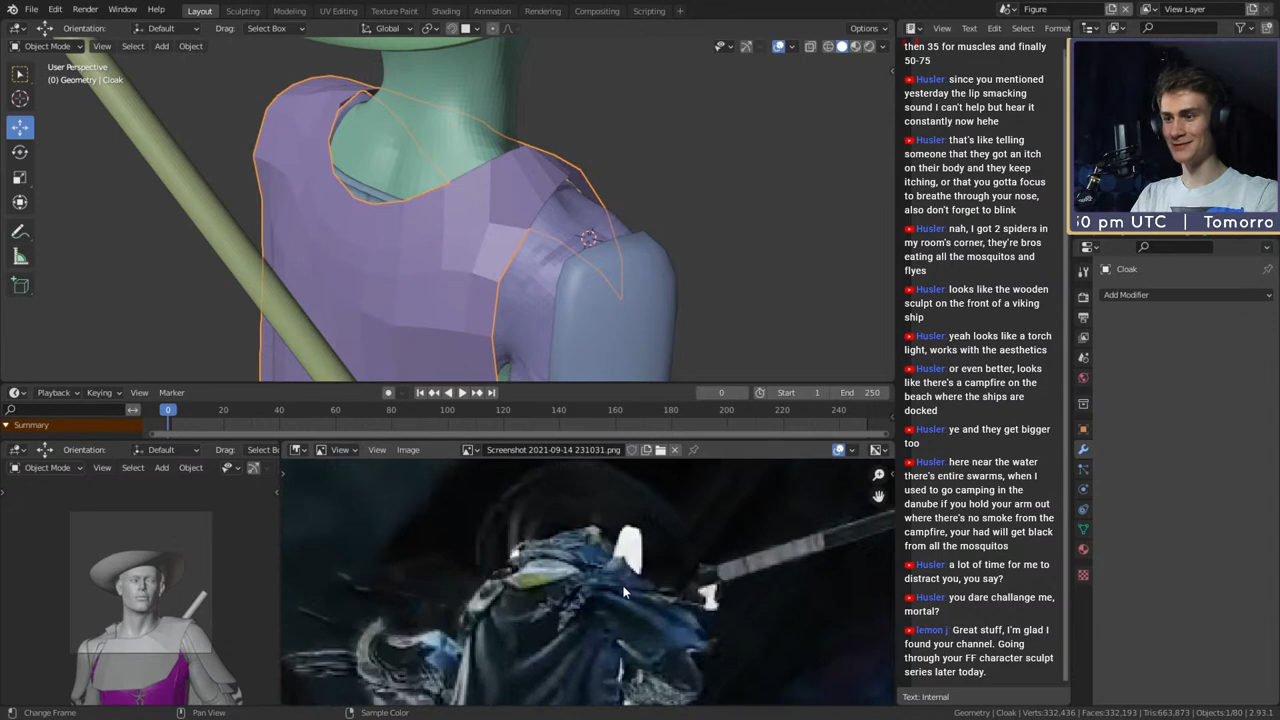 File Edit Render Window Help Layout Sculpting UV Editing Texture Paint Shading Animation Rendering Compositing Scripting + Figure View Layer
Orientation: Default Drag: Select Box Global Options View Text Edit Select Format
Object Mode View Select Add Object
User Perspective
(0) Geometry | Cloak
then 35 for muscles and finally
50-75
Husler since you mentioned
yesterday the lip smacking
sound I can't help but hear it
constantly now hehe
Husler that's like telling
someone that they got an itch
on their body and they keep
itching, or that you gotta focus
to breathe through your nose,
also don't forget to blink
Husler nah, I got 2 spiders in
my room's corner, they're bros
eating all the mosquitos and
flyes
Husler looks like the wooden
sculpt on the front of a viking
ship
Husler yeah looks like a torch
light, works with the aesthetics
Husler or even better, looks
like there's a campfire on the
beach where the ships are
docked
Husler ye and they get bigger
too
Husler here near the water
there's entire swarms, when I
used to go camping in the
danube if you hold your arm out
where there's no smoke from the
campfire, your had will get black
from all the mosquitos
Husler a lot of time for me to
distract you, you say?
Husler you dare challange me,
mortal?
lemon j Great stuff, I'm glad I
found your channel. Going
through your FF character sculpt
series later today.
Text: Internal
0 pm UTC | Tomorro
Cloak
Add Modifier
Playback Keying View Marker 0 Start 1 End 250
0 20 40 60 80 100 120 140 160 180 200 220 240
Summary
Orientation: Default Drag: Select B View View Image Screenshot 2021-09-14 231031.png
Object Mode View Select Add Object
Change Frame Pan View Sample Color Geometry | Cloak | Verts:332,436 | Faces:332,193 | Tris:663,873 | Objects:1/80 | 2.93.1